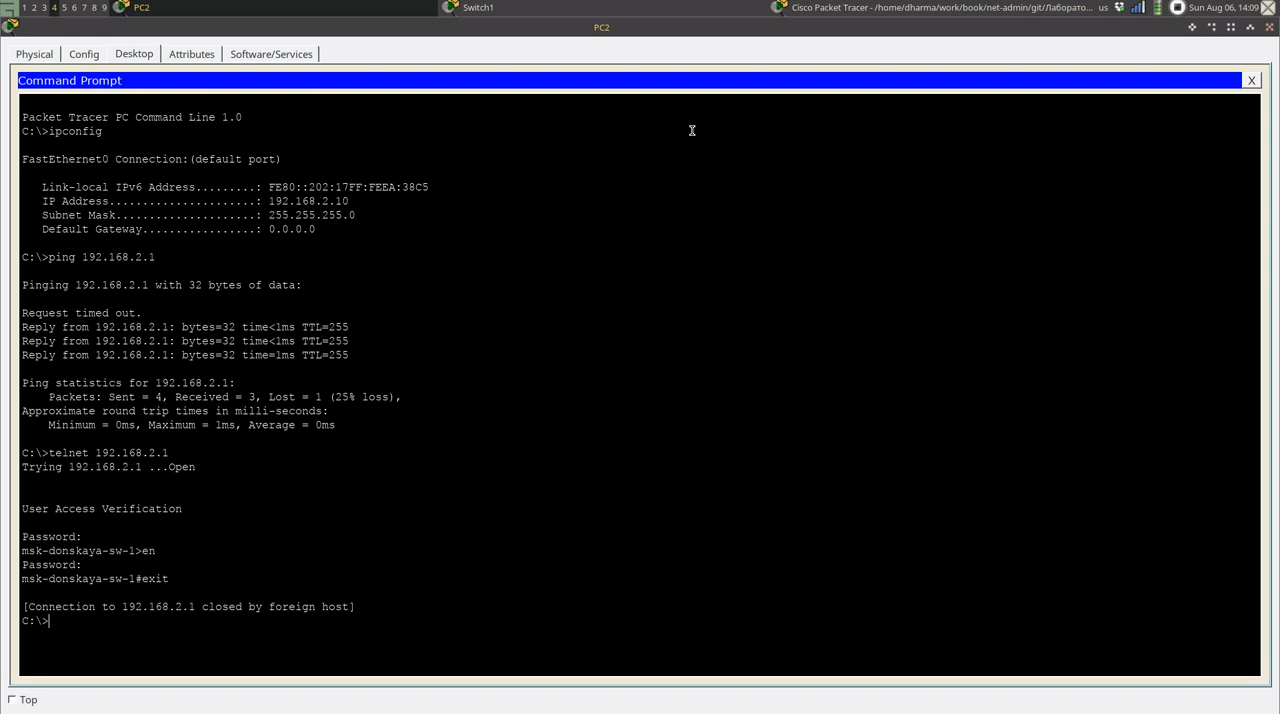 1 2 3 4 5 6 7 8 9 PC2 Switch1 Cisco Packet Tracer - /home/dharma/work/book/net-admin/git//Лаборато... us Sun Aug 06, 14:09
PC2
Physical Config Desktop Attributes Software/Services
Command Prompt X
Packet Tracer PC Command Line 1.0
C:\>ipconfig
FastEthernet0 Connection:(default port)
Link-local IPv6 Address.........: FE80::202:17FF:FEEA:38C5
IP Address......................: 192.168.2.10
Subnet Mask.....................: 255.255.255.0
Default Gateway.................: 0.0.0.0
C:\>ping 192.168.2.1
Pinging 192.168.2.1 with 32 bytes of data:
Request timed out.
Reply from 192.168.2.1: bytes=32 time<1ms TTL=255
Reply from 192.168.2.1: bytes=32 time<1ms TTL=255
Reply from 192.168.2.1: bytes=32 time=1ms TTL=255
Ping statistics for 192.168.2.1:
Packets: Sent = 4, Received = 3, Lost = 1 (25% loss),
Approximate round trip times in milli-seconds:
Minimum = 0ms, Maximum = 1ms, Average = 0ms
C:\>telnet 192.168.2.1
Trying 192.168.2.1 ...Open
User Access Verification
Password:
msk-donskaya-sw-1>en
Password:
msk-donskaya-sw-1#exit
[Connection to 192.168.2.1 closed by foreign host]
C:\>
Top